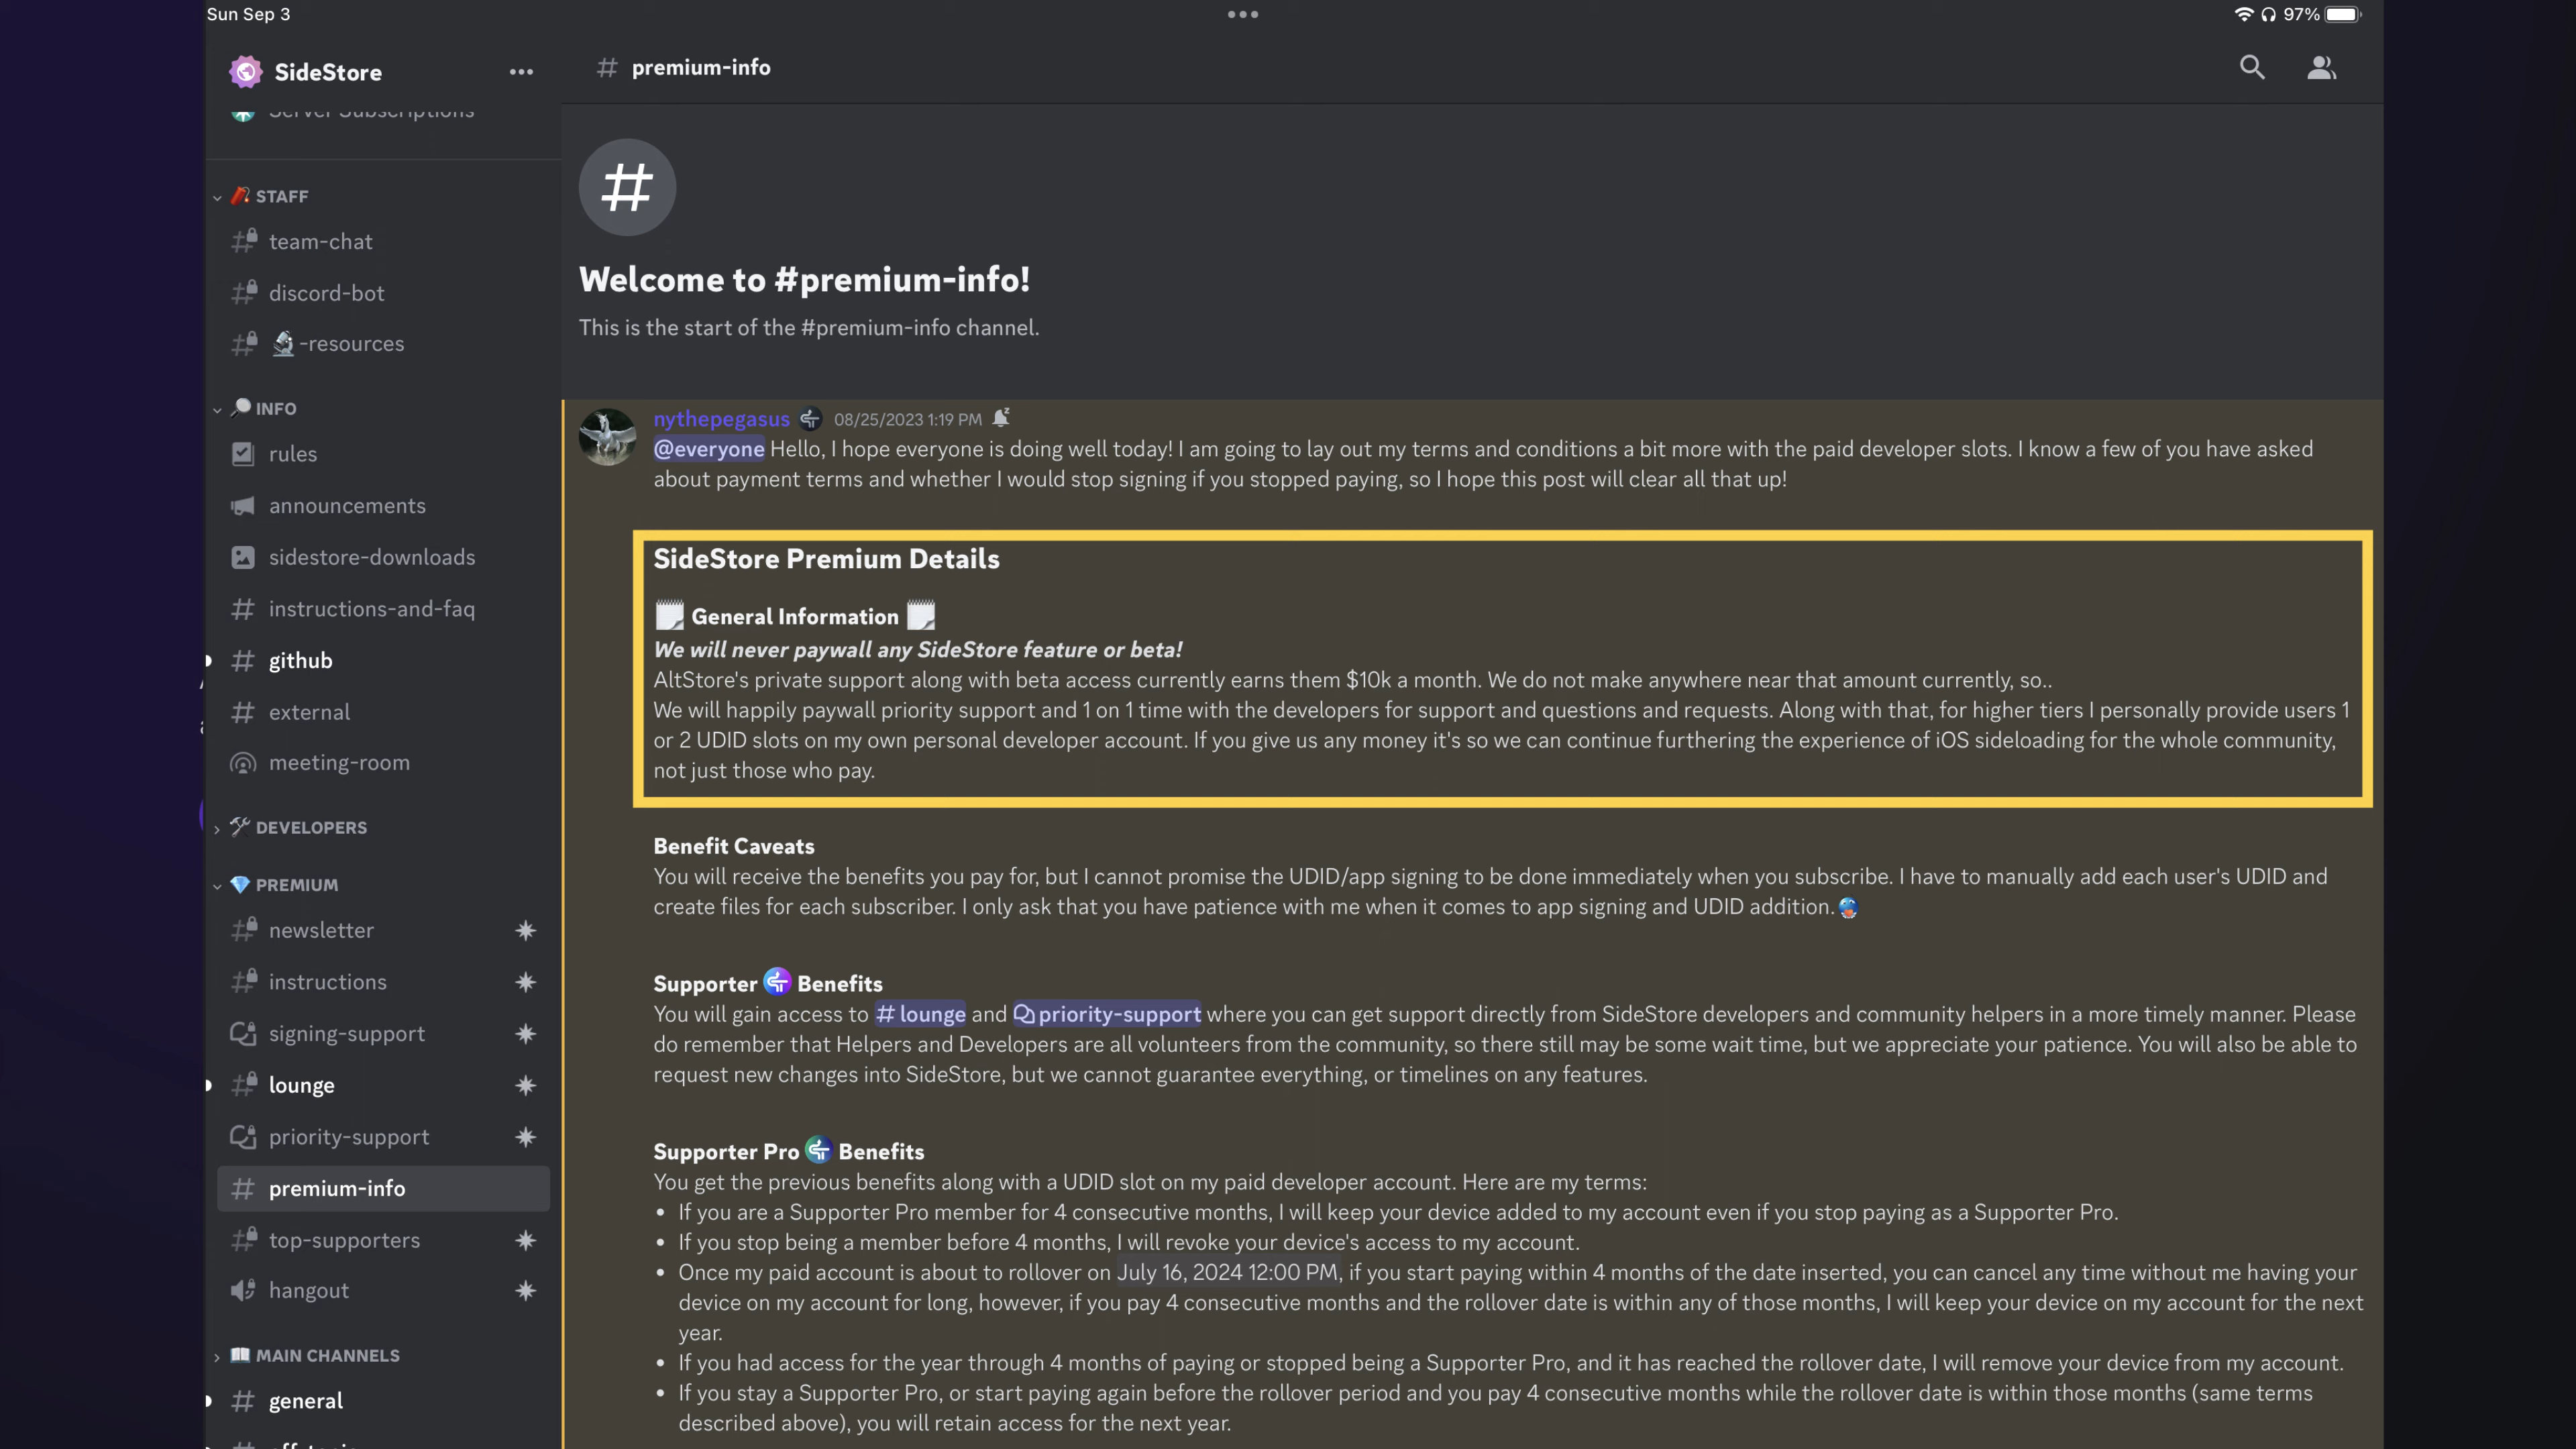 Sun Sep 3
97%
SideStore
Server Subscriptions
STAFF
team-chat
discord-bot
-resources
INFO
rules
announcements
sidestore-downloads
instructions-and-faq
github
external
meeting-room
DEVELOPERS
PREMIUM
newsletter
instructions
signing-support
lounge
priority-support
premium-info
top-supporters
hangout
MAIN CHANNELS
general
# premium-info
#
Welcome to #premium-info!
This is the start of the #premium-info channel.
nythepegasus 08/25/2023 1:19 PM
@everyone Hello, I hope everyone is doing well today! I am going to lay out my terms and conditions a bit more with the paid developer slots. I know a few of you have asked
about payment terms and whether I would stop signing if you stopped paying, so I hope this post will clear all that up!
SideStore Premium Details
General Information
We will never paywall any SideStore feature or beta!
AltStore's private support along with beta access currently earns them $10k a month. We do not make anywhere near that amount currently, so..
We will happily paywall priority support and 1 on 1 time with the developers for support and questions and requests. Along with that, for higher tiers I personally provide users 1
or 2 UDID slots on my own personal developer account. If you give us any money it's so we can continue furthering the experience of iOS sideloading for the whole community,
not just those who pay.
Benefit Caveats
You will receive the benefits you pay for, but I cannot promise the UDID/app signing to be done immediately when you subscribe. I have to manually add each user's UDID and
create files for each subscriber. I only ask that you have patience with me when it comes to app signing and UDID addition.
Supporter Benefits
You will gain access to # lounge and priority-support where you can get support directly from SideStore developers and community helpers in a more timely manner. Please
do remember that Helpers and Developers are all volunteers from the community, so there still may be some wait time, but we appreciate your patience. You will also be able to
request new changes into SideStore, but we cannot guarantee everything, or timelines on any features.
Supporter Pro Benefits
You get the previous benefits along with a UDID slot on my paid developer account. Here are my terms:
• If you are a Supporter Pro member for 4 consecutive months, I will keep your device added to my account even if you stop paying as a Supporter Pro.
• If you stop being a member before 4 months, I will revoke your device's access to my account.
• Once my paid account is about to rollover on July 16, 2024 12:00 PM, if you start paying within 4 months of the date inserted, you can cancel any time without me having your
device on my account for long, however, if you pay 4 consecutive months and the rollover date is within any of those months, I will keep your device on my account for the next
year.
• If you had access for the year through 4 months of paying or stopped being a Supporter Pro, and it has reached the rollover date, I will remove your device from my account.
• If you stay a Supporter Pro, or start paying again before the rollover period and you pay 4 consecutive months while the rollover date is within those months (same terms
described above), you will retain access for the next year.